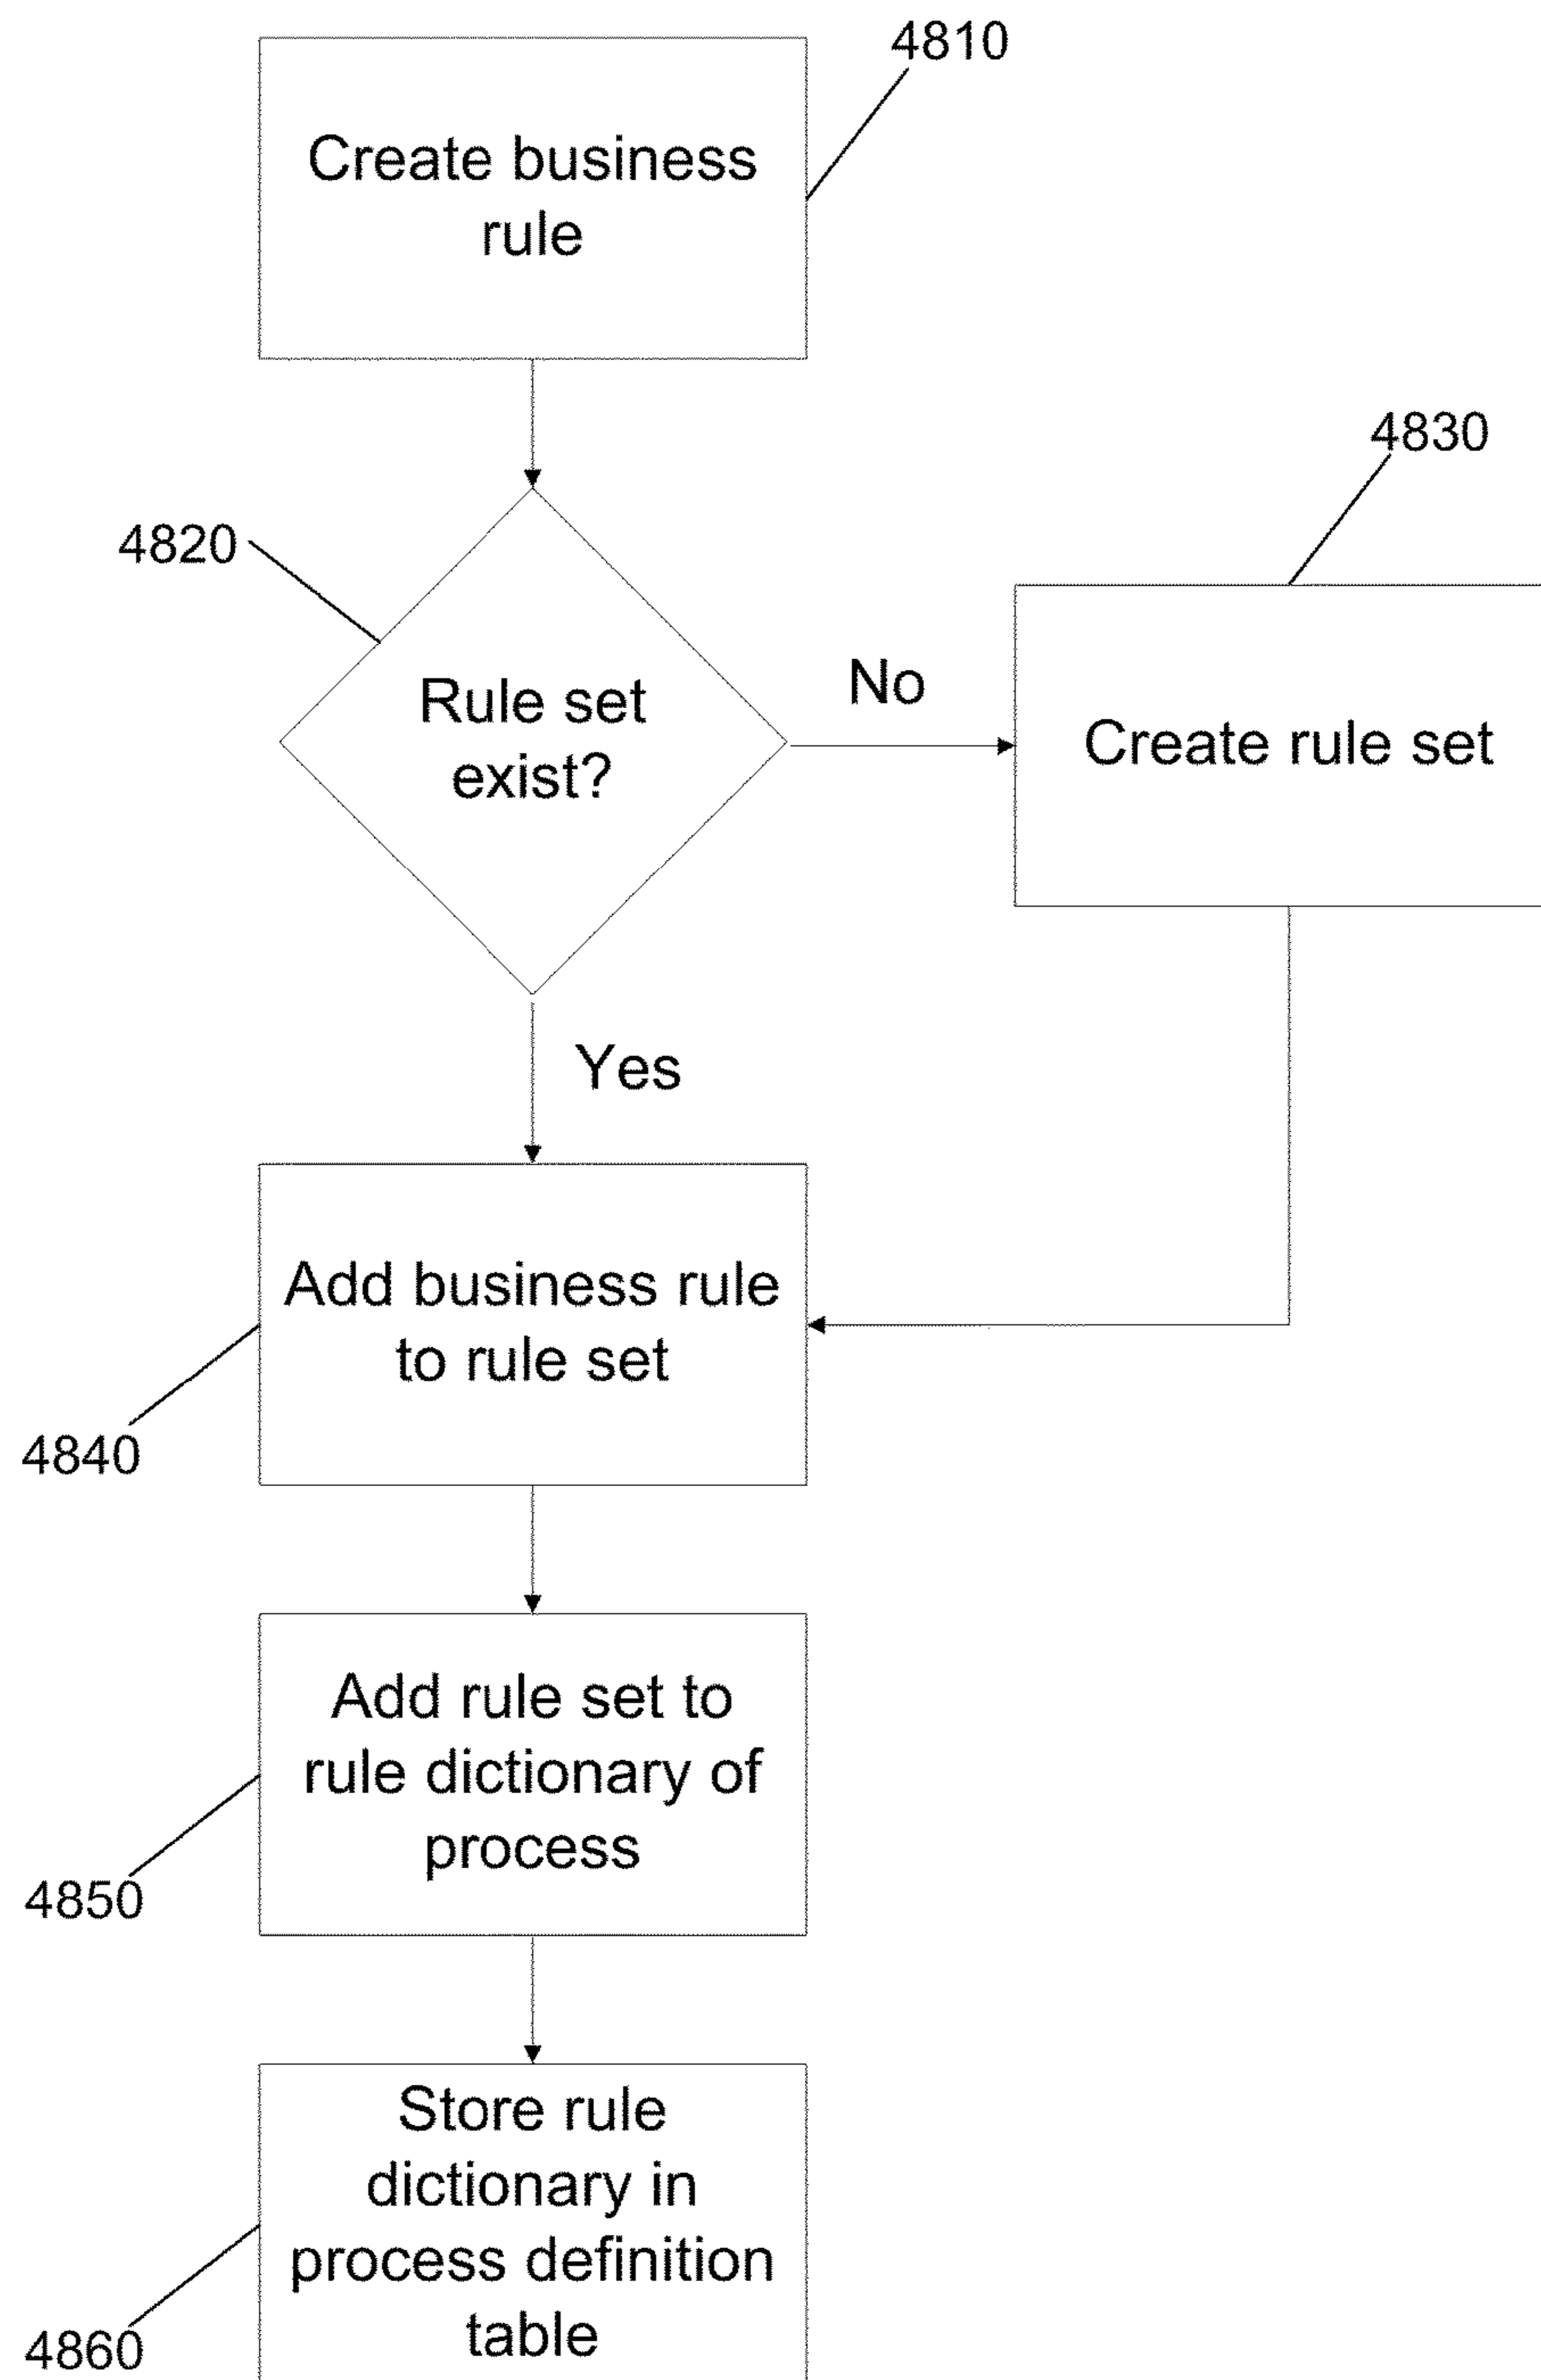 4810
Create business
rule
4830
4820
Rule set
exist?
No
Create rule set
Yes
Add business rule
to rule set
4840
Add rule set to
rule dictionary of
process
4850
Store rule
dictionary in
process definition
table
4860